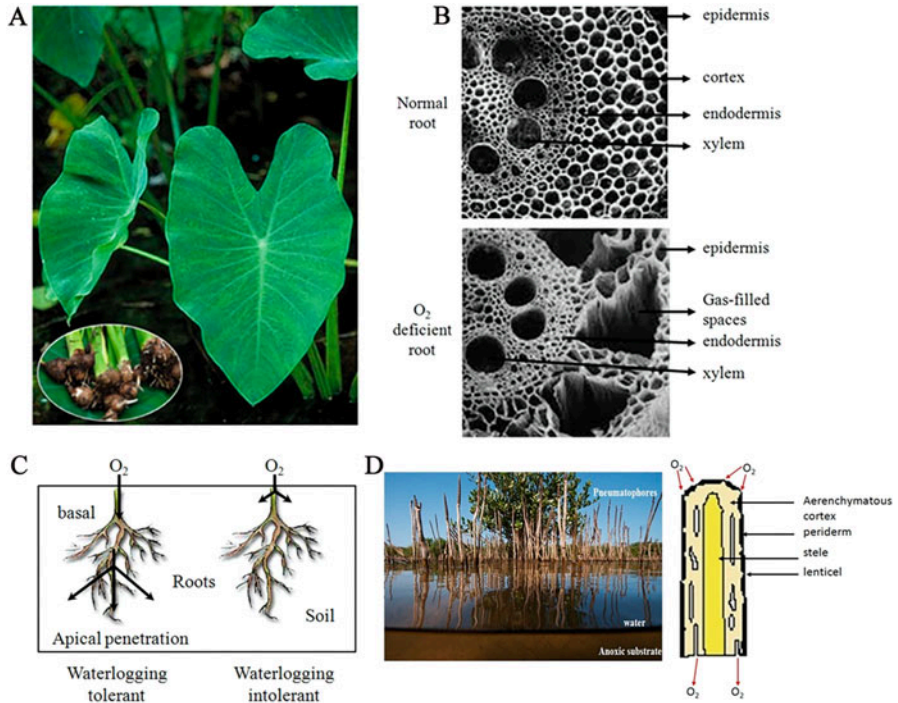 A
B
Normal
root
epidermis
cortex
endodermis
xylem
O₂
deficient
root
epidermis
Gas-filled
spaces
endodermis
xylem
C
O₂
O₂
basal
Roots
Soil
Apical penetration
Waterlogging
tolerant
Waterlogging
intolerant
D
Pneumatophores
water
Anoxic substrate
O₂
O₂
Aerenchymatous
cortex
periderm
stele
lenticel
O₂
O₂